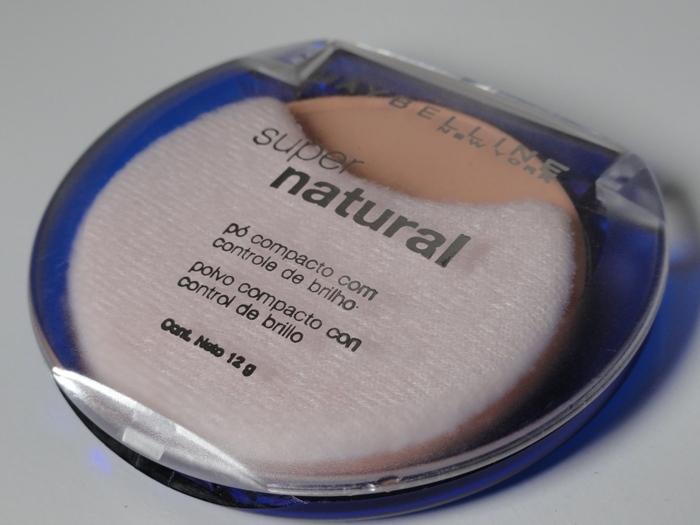 MAYBELLINE
NEW YORK
super
natural
pó compacto com
controle de brilho
polvo compacto con
control de brillo
Cont. Neto 12 g